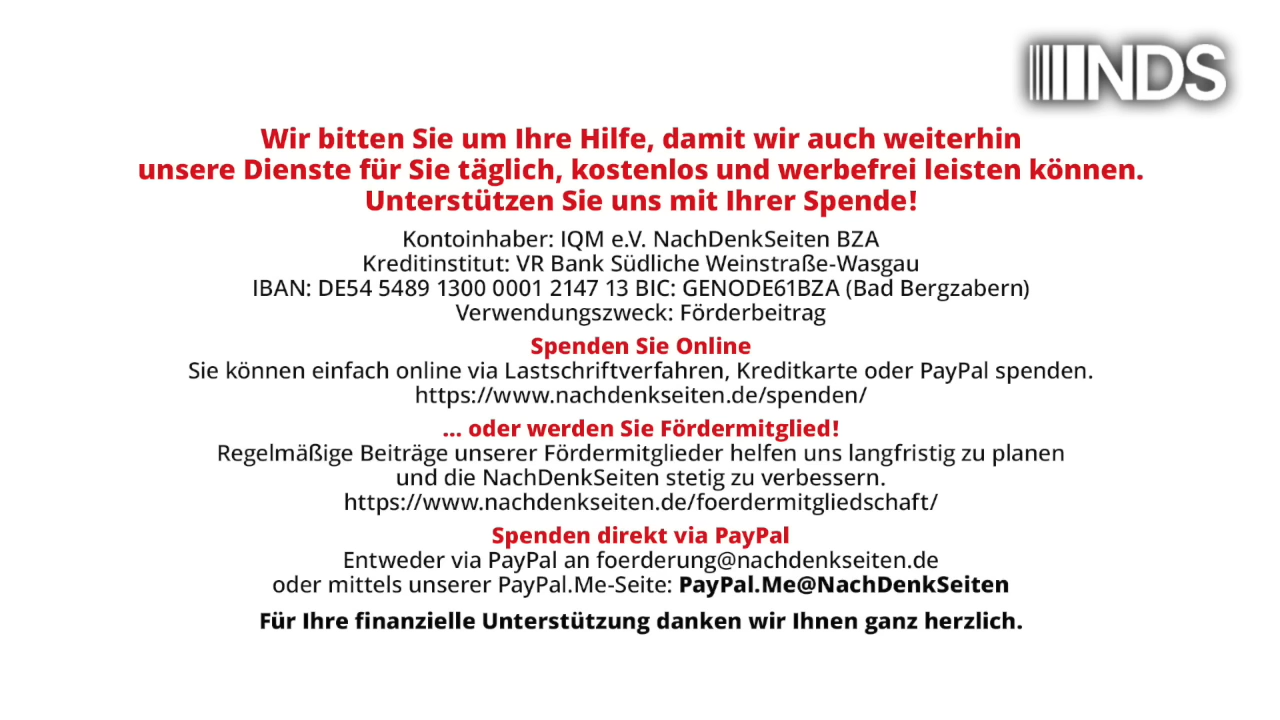 NDS
Wir bitten Sie um Ihre Hilfe, damit wir auch weiterhin
unsere Dienste für Sie täglich, kostenlos und werbefrei leisten können.
Unterstützen Sie uns mit Ihrer Spende!
Kontoinhaber: IQM e.V. NachDenkSeiten BZA
Kreditinstitut: VR Bank Südliche Weinstraße-Wasgau
IBAN: DE54 5489 1300 0001 2147 13 BIC: GENODE61BZA (Bad Bergzabern)
Verwendungszweck: Förderbeitrag
Spenden Sie Online
Sie können einfach online via Lastschriftverfahren, Kreditkarte oder PayPal spenden.
https://www.nachdenkseiten.de/spenden/
... oder werden Sie Fördermitglied!
Regelmäßige Beiträge unserer Fördermitglieder helfen uns langfristig zu planen
und die NachDenkSeiten stetig zu verbessern.
https://www.nachdenkseiten.de/foerdermitgliedschaft/
Spenden direkt via PayPal
Entweder via PayPal an foerderung@nachdenkseiten.de
oder mittels unserer PayPal.Me-Seite: PayPal.Me@NachDenkSeiten
Für Ihre finanzielle Unterstützung danken wir Ihnen ganz herzlich.